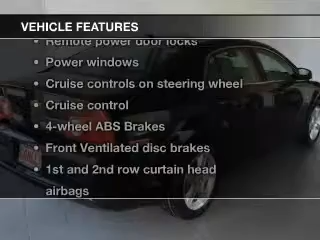 VEHICLE FEATURES
• Remote power door locks
• Power windows
• Cruise controls on steering wheel
• Cruise control
• 4-wheel ABS Brakes
• Front Ventilated disc brakes
• 1st and 2nd row curtain head
airbags